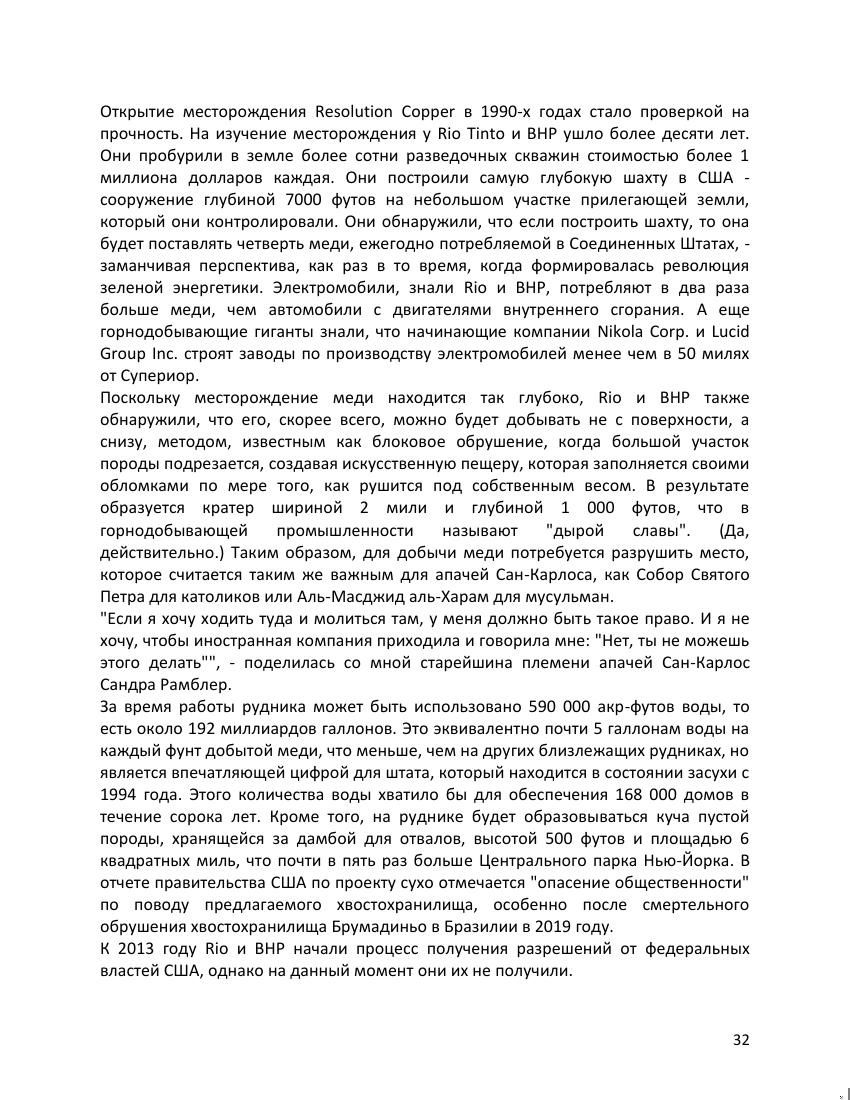 Открытие месторождения Resolution Copper в 1990-х годах стало проверкой на
прочность. На изучение месторождения у Rio Tinto и BHP ушло более десяти лет.
Они пробурили в земле более сотни разведочных скважин стоимостью более 1
миллиона долларов каждая. Они построили самую глубокую шахту в США -
сооружение глубиной 7000 футов на небольшом участке прилегающей земли,
который они контролировали. Они обнаружили, что если построить шахту, то она
будет поставлять четверть меди, ежегодно потребляемой в Соединенных Штатах, -
заманчивая перспектива, как раз в то время, когда формировалась революция
зеленой энергетики. Электромобили, знали Rio и BHP, потребляют в два раза
больше меди, чем автомобили с двигателями внутреннего сгорания. А еще
горнодобывающие гиганты знали, что начинающие компании Nikola Corp. и Lucid
Group Inc. строят заводы по производству электромобилей менее чем в 50 милях
от Супериор.
Поскольку месторождение меди находится так глубоко, Rio и BHP также
обнаружили, что его, скорее всего, можно будет добывать не с поверхности, а
снизу, методом, известным как блоковое обрушение, когда большой участок
породы подрезается, создавая искусственную пещеру, которая заполняется своими
обломками по мере того, как рушится под собственным весом. В результате
образуется кратер шириной 2 мили и глубиной 1 000 футов, что в
горнодобывающей промышленности называют "дырой славы". (Да,
действительно.) Таким образом, для добычи меди потребуется разрушить место,
которое считается таким же важным для апачей Сан-Карлоса, как Собор Святого
Петра для католиков или Аль-Масджид аль-Харам для мусульман.
"Если я хочу ходить туда и молиться там, у меня должно быть такое право. И я не
хочу, чтобы иностранная компания приходила и говорила мне: "Нет, ты не можешь
этого делать"", - поделилась со мной старейшина племени апачей Сан-Карлос
Сандра Рамблер.
За время работы рудника может быть использовано 590 000 акр-футов воды, то
есть около 192 миллиардов галлонов. Это эквивалентно почти 5 галлонам воды на
каждый фунт добытой меди, что меньше, чем на других близлежащих рудниках, но
является впечатляющей цифрой для штата, который находится в состоянии засухи с
1994 года. Этого количества воды хватило бы для обеспечения 168 000 домов в
течение сорока лет. Кроме того, на руднике будет образовываться куча пустой
породы, хранящейся за дамбой для отвалов, высотой 500 футов и площадью 6
квадратных миль, что почти в пять раз больше Центрального парка Нью-Йорка. В
отчете правительства США по проекту сухо отмечается "опасение общественности"
по поводу предлагаемого хвостохранилища, особенно после смертельного
обрушения хвостохранилища Брумадиньо в Бразилии в 2019 году.
К 2013 году Rio и BHP начали процесс получения разрешений от федеральных
властей США, однако на данный момент они их не получили.
32